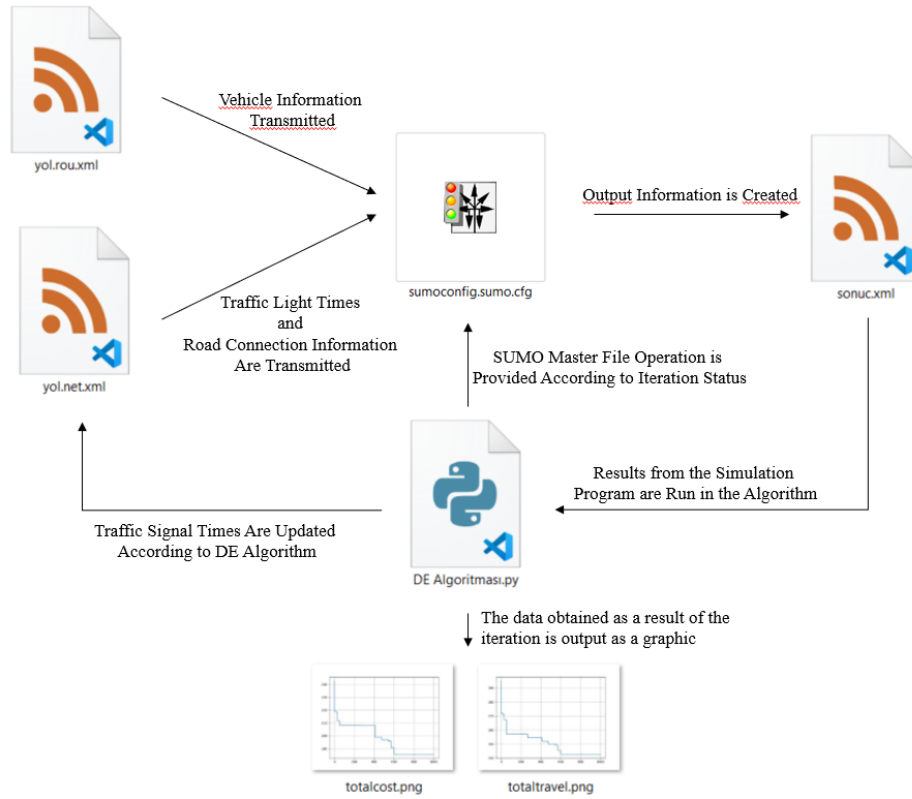 yol.rou.xml
Vehicle Information
Transmitted
sumoconfig.sumo.cfg
Output Information is Created
sonuc.xml
yol.net.xml
Traffic Light Times
and
Road Connection Information
Are Transmitted
SUMO Master File Operation is
Provided According to Iteration Status
Results from the Simulation
Program are Run in the Algorithm
Traffic Signal Times Are Updated
According to DE Algorithm
DE Algoritması.py
The data obtained as a result of the
iteration is output as a graphic
totalcost.png
totaltravel.png